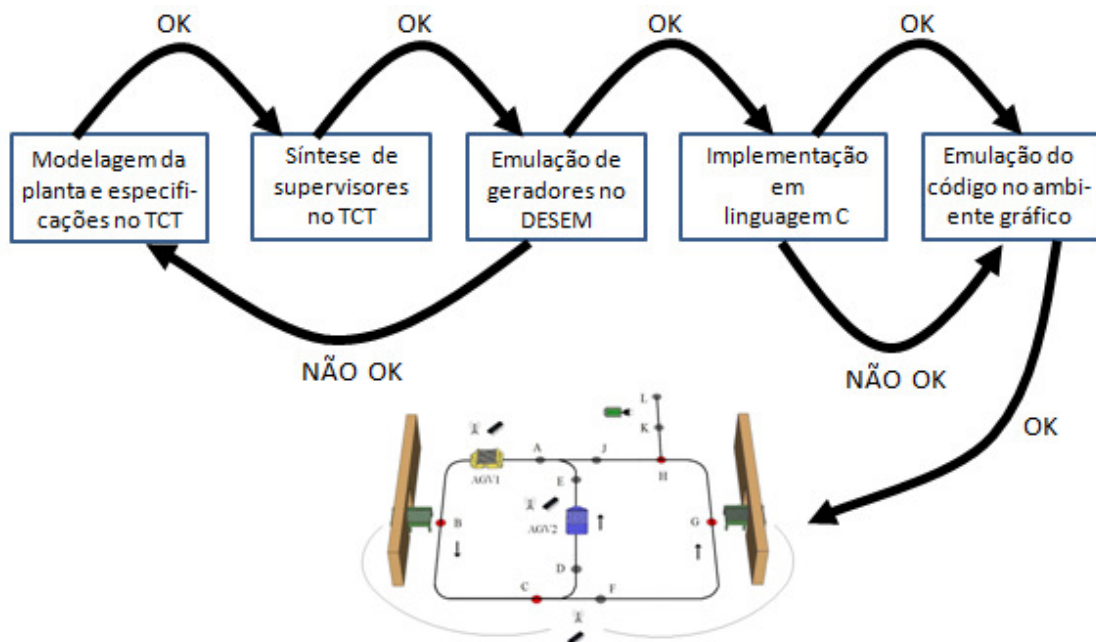 OK
OK
OK
OK
Modelagem da
planta e especifi-
cações no TCT
Síntese de
supervisores
no TCT
Emulação de
geradores no
DESEM
Implementação
em
linguagem C
Emulação do
código no ambi-
ente gráfico
NÃO OK
NÃO OK
OK
L
K
A
J
AGV1
E
H
B
AGV2
G
D
C
F